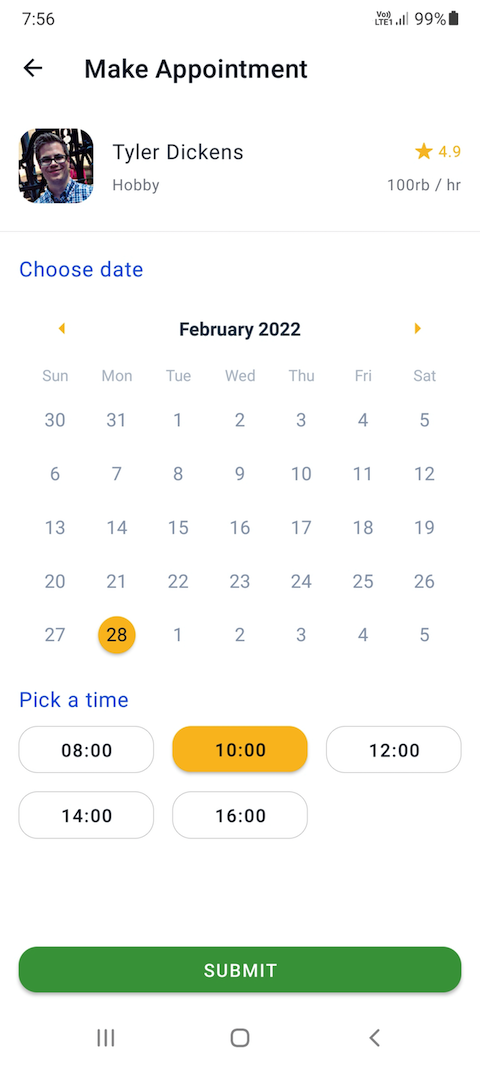 7:56 Vo)) LTE1 99%
Make Appointment
Tyler Dickens 4.9
Hobby 100rb / hr
Choose date
February 2022
Sun Mon Tue Wed Thu Fri Sat
30 31 1 2 3 4 5
6 7 8 9 10 11 12
13 14 15 16 17 18 19
20 21 22 23 24 25 26
27 28 1 2 3 4 5
Pick a time
08:00 10:00 12:00
14:00 16:00
SUBMIT